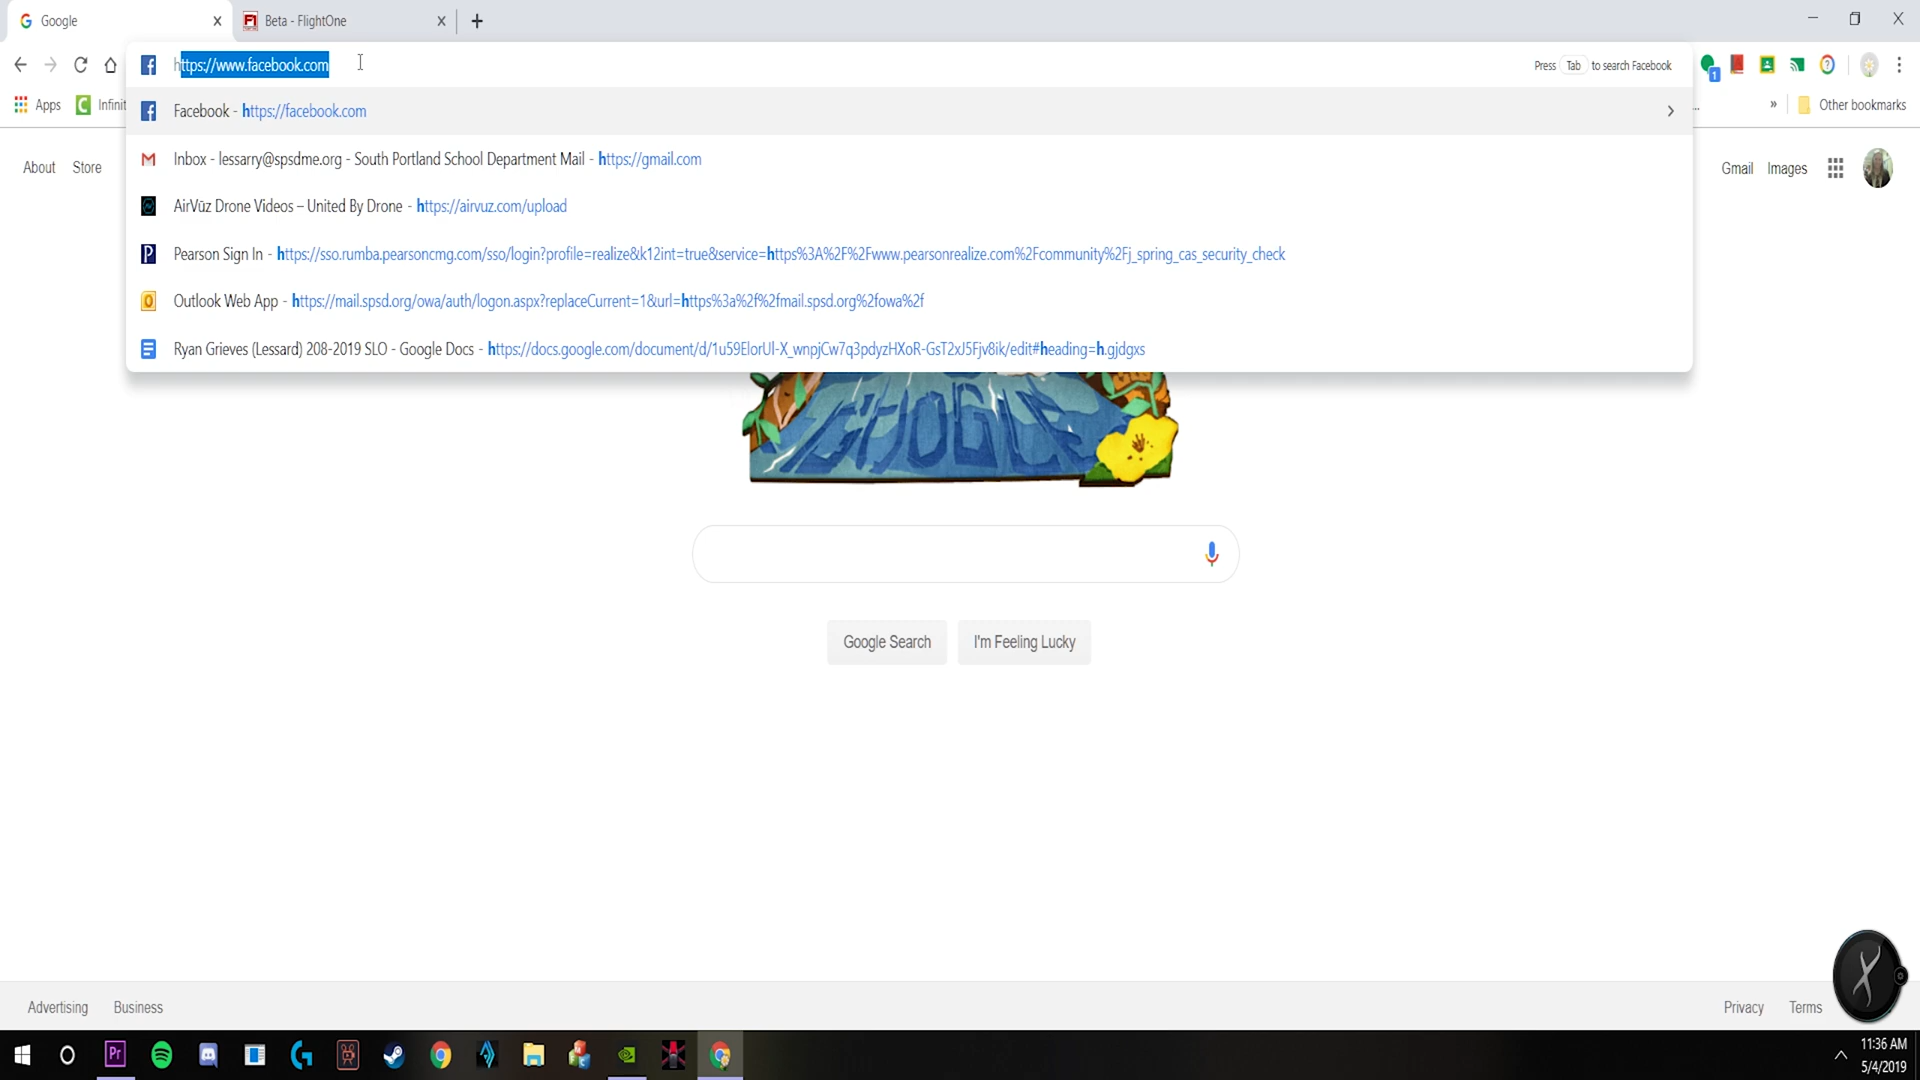 Google
Beta - FlightOne
https://www.facebook.com
Press Tab to search Facebook
1
Apps
Infinit
Facebook - https://facebook.com
...
»
Other bookmarks
Inbox - lessarry@spsdme.org - South Portland School Department Mail - https://gmail.com
About
Store
Gmail
Images
AirVūz Drone Videos – United By Drone - https://airvuz.com/upload
Pearson Sign In - https://sso.rumba.pearsoncmg.com/sso/login?profile=realize&k12int=true&service=https%3A%2F%2Fwww.pearsonrealize.com%2Fcommunity%2Fj_spring_cas_security_check
Outlook Web App - https://mail.spsd.org/owa/auth/logon.aspx?replaceCurrent=1&url=https%3a%2f%2fmail.spsd.org%2fowa%2f
Ryan Grieves (Lessard) 208-2019 SLO - Google Docs - https://docs.google.com/document/d/1u59ElorUl-X_wnpjCw7q3pdyzHXoR-GsT2xJ5Fjv8ik/edit#heading=h.gjdgxs
GOOGLE
Google Search
I'm Feeling Lucky
Advertising
Business
Privacy
Terms
Pr
11:36 AM
5/4/2019